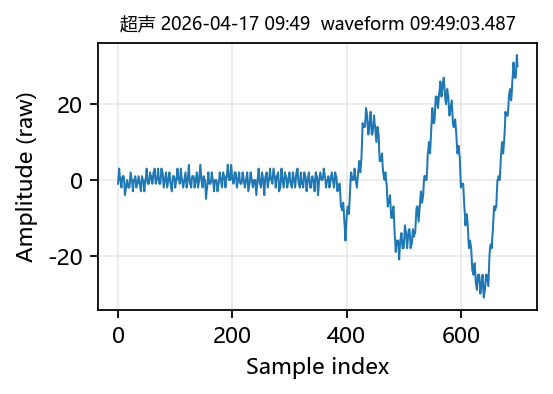 超声 2026-04-17 09:49  waveform 09:49:03.487
Amplitude (raw)
20
0
-20
0 200 400 600
Sample index